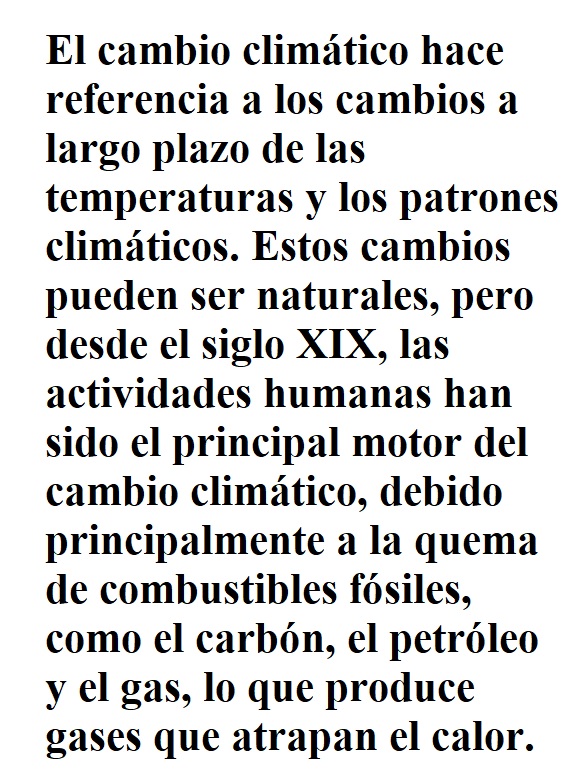 El cambio climático hace
referencia a los cambios a
largo plazo de las
temperaturas y los patrones
climáticos. Estos cambios
pueden ser naturales, pero
desde el siglo XIX, las
actividades humanas han
sido el principal motor del
cambio climático, debido
principalmente a la quema
de combustibles fósiles,
como el carbón, el petróleo
y el gas, lo que produce
gases que atrapan el calor.